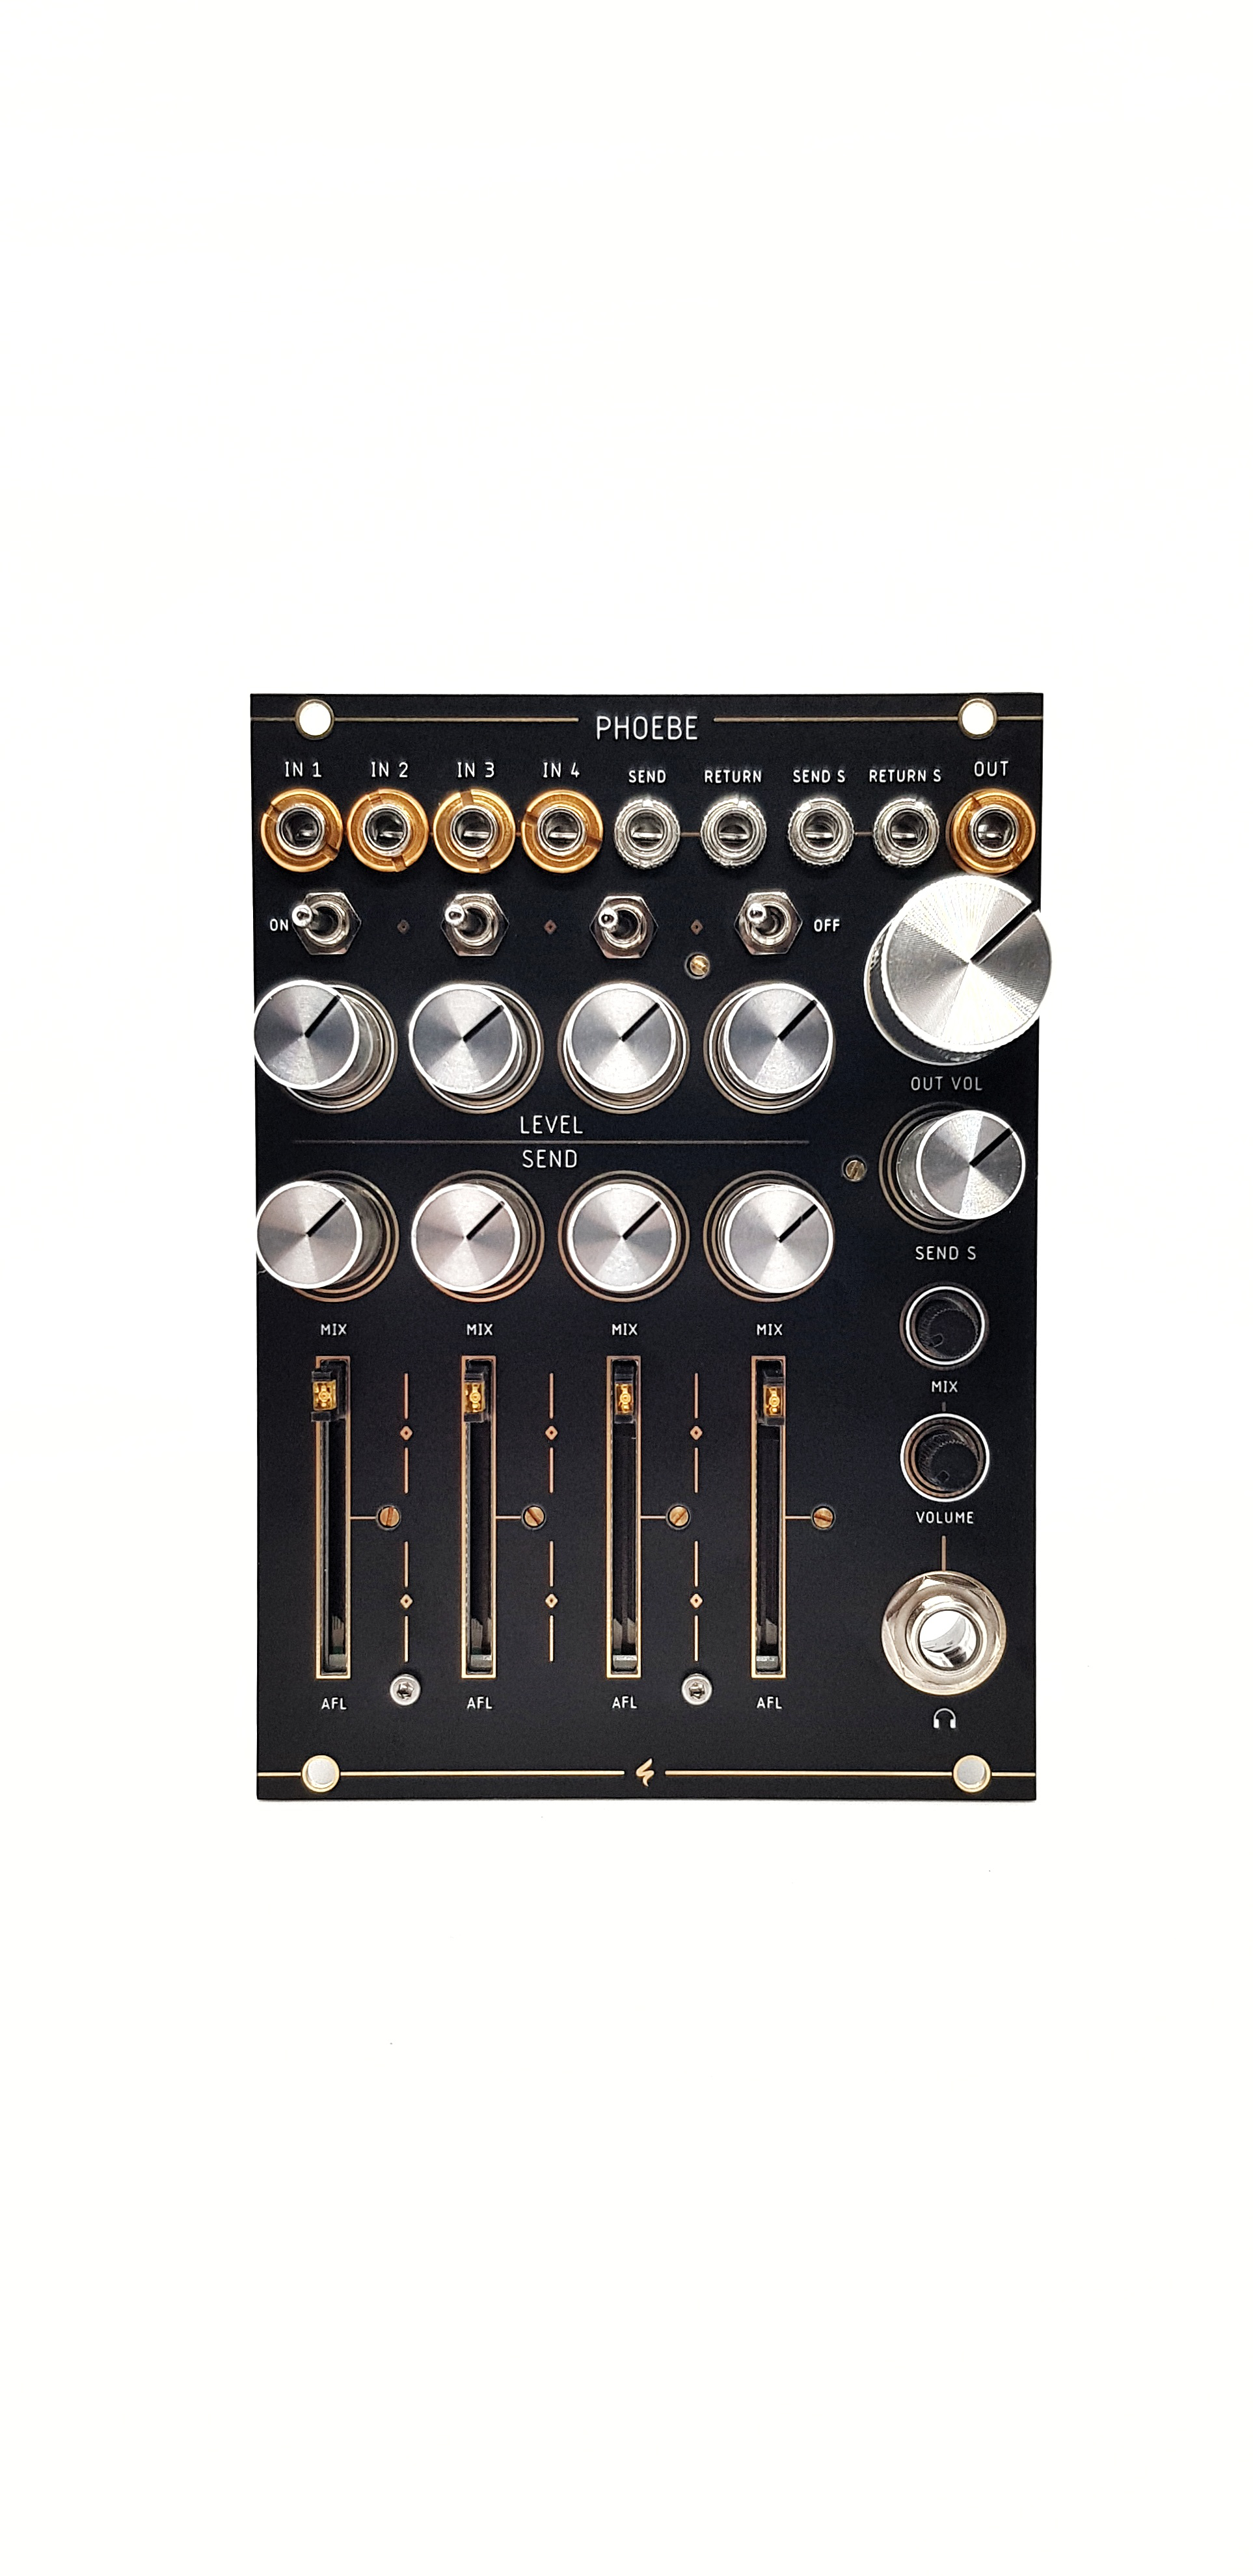 PHOEBE
IN 1 IN 2 IN 3 IN 4 SEND RETURN SEND S RETURN S OUT
ON OFF
OUT VOL
LEVEL
SEND
SEND S
MIX MIX MIX MIX
MIX
VOLUME
AFL AFL AFL AFL